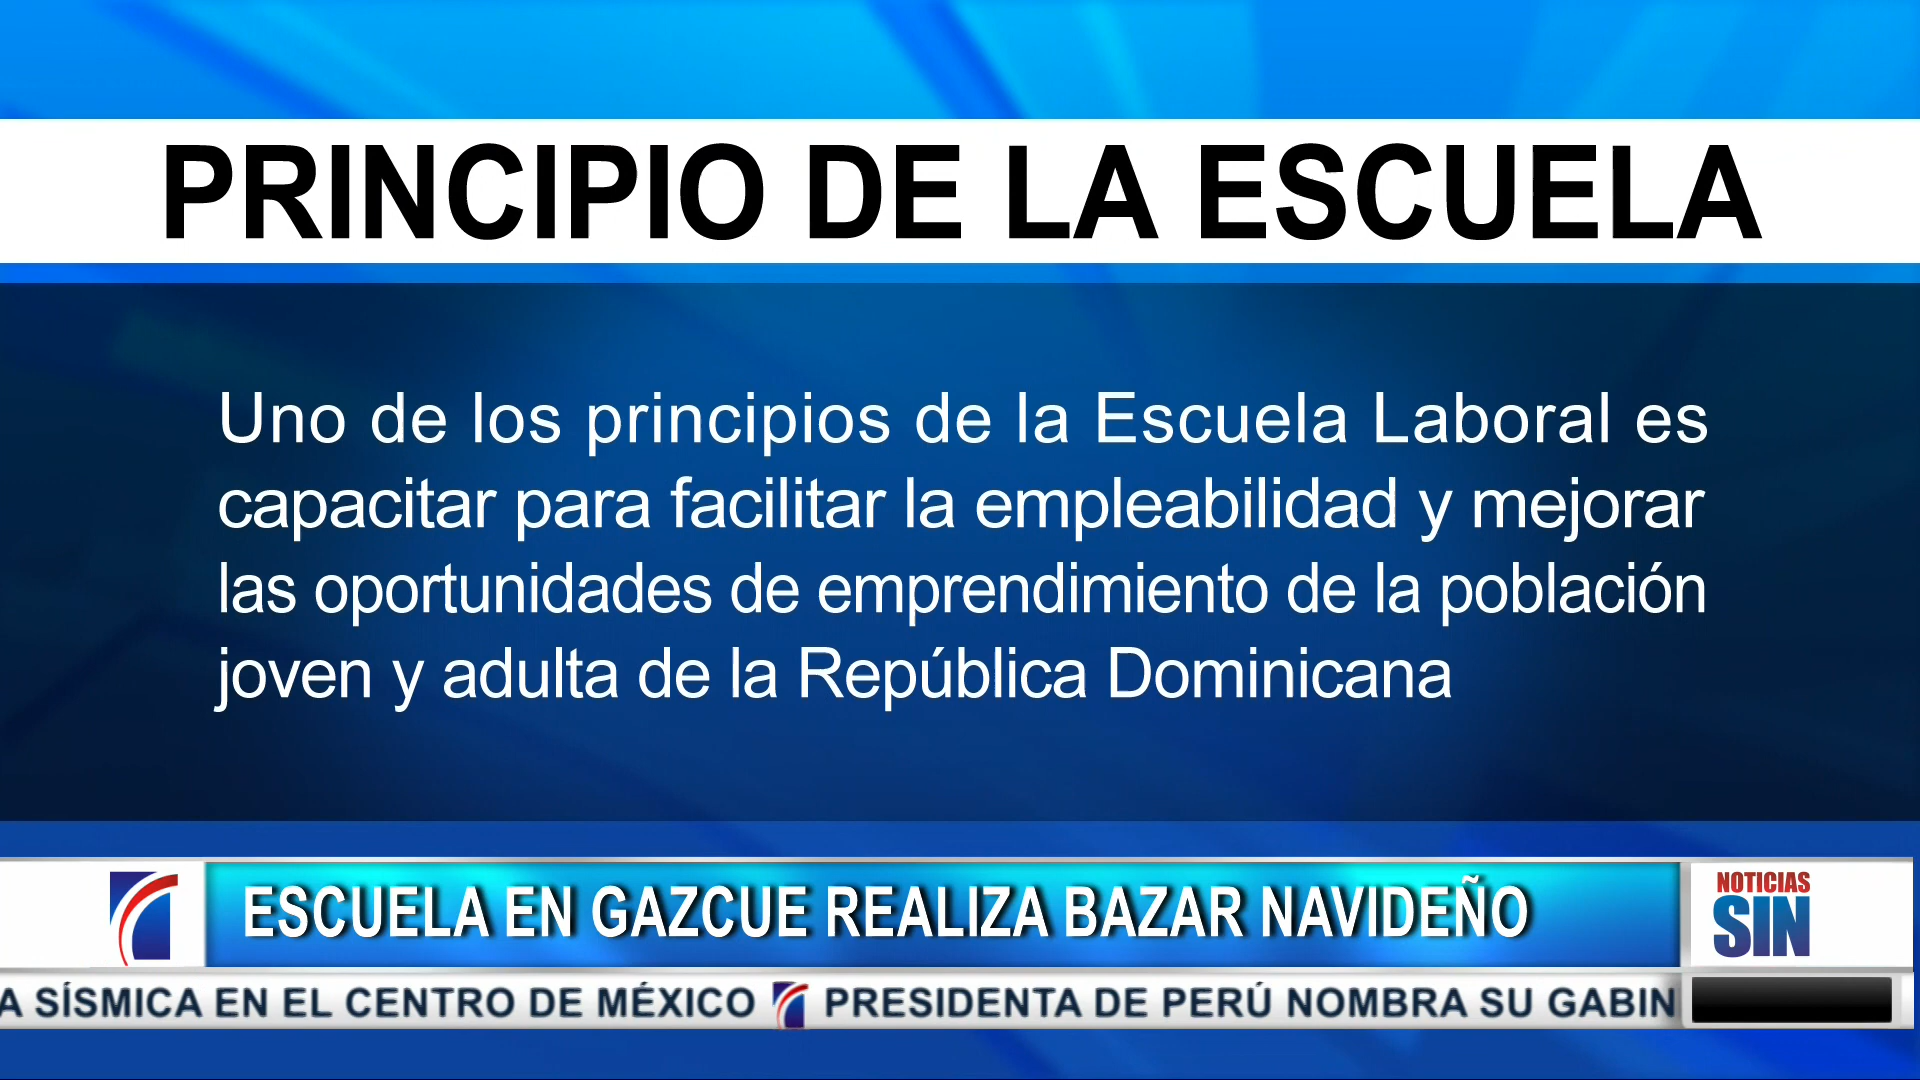 PRINCIPIO DE LA ESCUELA
Uno de los principios de la Escuela Laboral es
capacitar para facilitar la empleabilidad y mejorar
las oportunidades de emprendimiento de la población
joven y adulta de la República Dominicana
ESCUELA EN GAZCUE REALIZA BAZAR NAVIDEÑO
NOTICIAS
SIN
A SÍSMICA EN EL CENTRO DE MÉXICO PRESIDENTA DE PERÚ NOMBRA SU GABIN